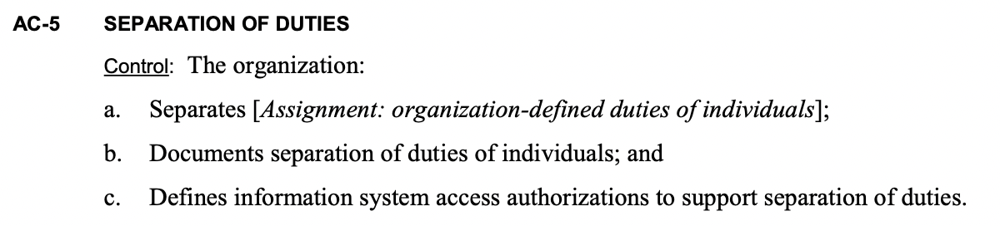 AC-5 SEPARATION OF DUTIES
Control: The organization:
a. Separates [Assignment: organization-defined duties of individuals];
b. Documents separation of duties of individuals; and
c. Defines information system access authorizations to support separation of duties.